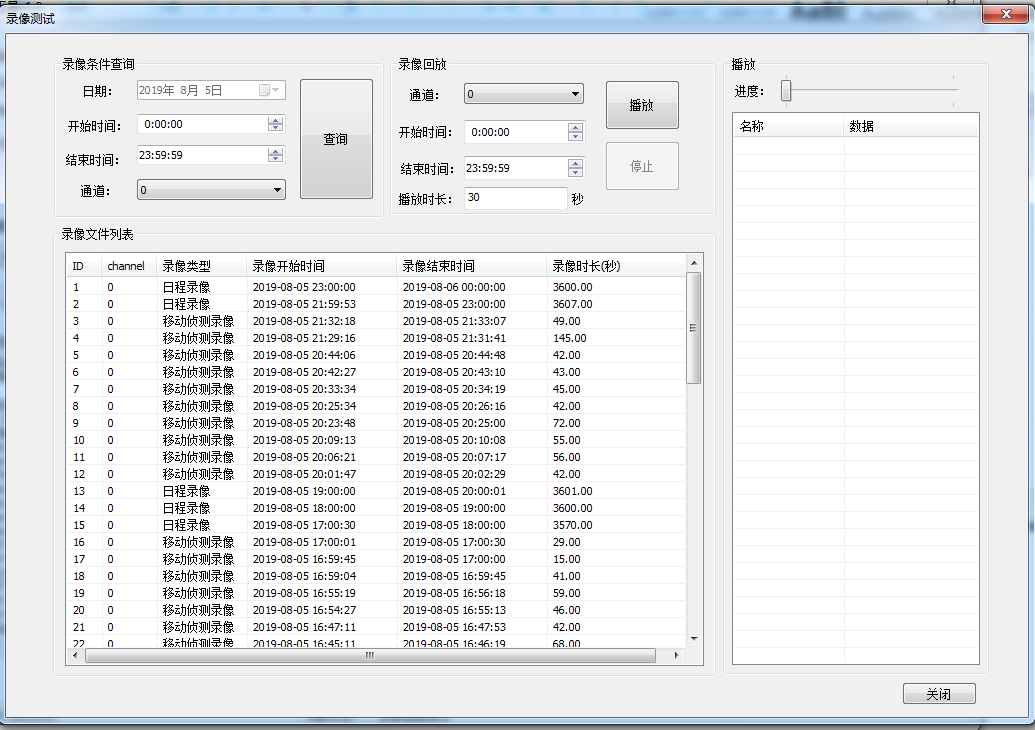 录像测试
录像条件查询
日期： 2019年 8月 5日
开始时间： 0:00:00
结束时间： 23:59:59
通道： 0
查询
录像回放
通道： 0
开始时间： 0:00:00
结束时间： 23:59:59
播放时长： 30 秒
播放
停止
播放
进度：
名称 数据
录像文件列表
ID channel 录像类型 录像开始时间 录像结束时间 录像时长(秒)
1 0 日程录像 2019-08-05 23:00:00 2019-08-06 00:00:00 3600.00
2 0 日程录像 2019-08-05 21:59:53 2019-08-05 23:00:00 3607.00
3 0 移动侦测录像 2019-08-05 21:32:18 2019-08-05 21:33:07 49.00
4 0 移动侦测录像 2019-08-05 21:29:16 2019-08-05 21:31:41 145.00
5 0 移动侦测录像 2019-08-05 20:44:06 2019-08-05 20:44:48 42.00
6 0 移动侦测录像 2019-08-05 20:42:27 2019-08-05 20:43:10 43.00
7 0 移动侦测录像 2019-08-05 20:33:34 2019-08-05 20:34:19 45.00
8 0 移动侦测录像 2019-08-05 20:25:34 2019-08-05 20:26:16 42.00
9 0 移动侦测录像 2019-08-05 20:23:48 2019-08-05 20:25:00 72.00
10 0 移动侦测录像 2019-08-05 20:09:13 2019-08-05 20:10:08 55.00
11 0 移动侦测录像 2019-08-05 20:06:21 2019-08-05 20:07:17 56.00
12 0 移动侦测录像 2019-08-05 20:01:47 2019-08-05 20:02:29 42.00
13 0 日程录像 2019-08-05 19:00:00 2019-08-05 20:00:01 3601.00
14 0 日程录像 2019-08-05 18:00:00 2019-08-05 19:00:00 3600.00
15 0 日程录像 2019-08-05 17:00:30 2019-08-05 18:00:00 3570.00
16 0 移动侦测录像 2019-08-05 17:00:01 2019-08-05 17:00:30 29.00
17 0 移动侦测录像 2019-08-05 16:59:45 2019-08-05 17:00:00 15.00
18 0 移动侦测录像 2019-08-05 16:59:04 2019-08-05 16:59:45 41.00
19 0 移动侦测录像 2019-08-05 16:55:19 2019-08-05 16:56:18 59.00
20 0 移动侦测录像 2019-08-05 16:54:27 2019-08-05 16:55:13 46.00
21 0 移动侦测录像 2019-08-05 16:47:11 2019-08-05 16:47:53 42.00
22 0 移动侦测录像 2019-08-05 16:45:11 2019-08-05 16:46:19 68.00
关闭